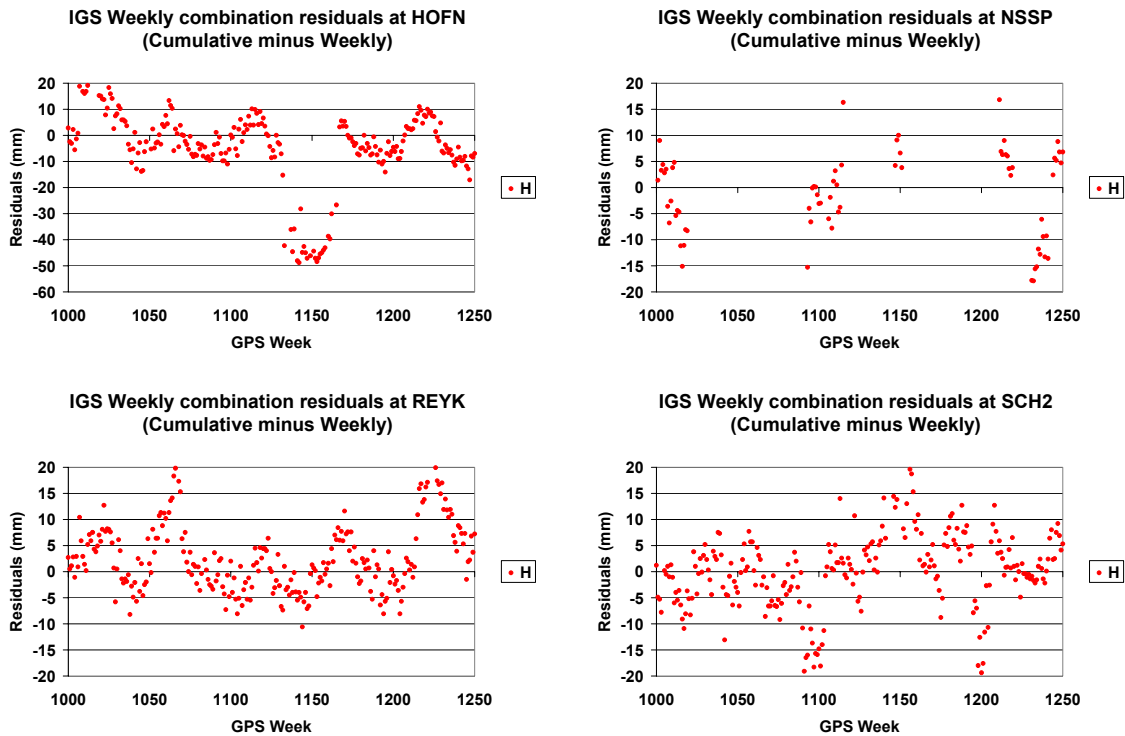 IGS Weekly combination residuals at HOFN
(Cumulative minus Weekly)
Residuals (mm)
20
10
0
-10
-20
-30
-40
-50
-60
1000 1050 1100 1150 1200 1250
GPS Week
H
IGS Weekly combination residuals at NSSP
(Cumulative minus Weekly)
Residuals (mm)
20
15
10
5
0
-5
-10
-15
-20
1000 1050 1100 1150 1200 1250
GPS Week
H
IGS Weekly combination residuals at REYK
(Cumulative minus Weekly)
Residuals (mm)
20
15
10
5
0
-5
-10
-15
-20
1000 1050 1100 1150 1200 1250
GPS Week
H
IGS Weekly combination residuals at SCH2
(Cumulative minus Weekly)
Residuals (mm)
20
15
10
5
0
-5
-10
-15
-20
1000 1050 1100 1150 1200 1250
GPS Week
H